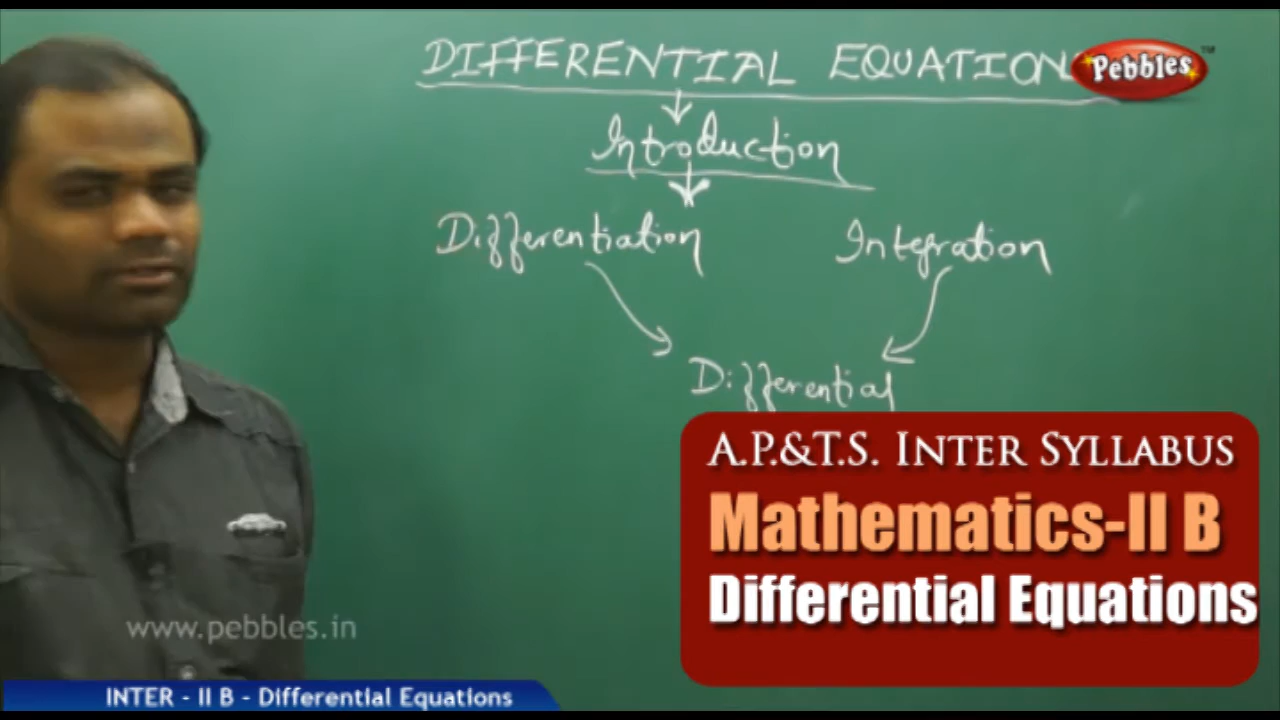 DIFFERENTIAL EQUATION
Pebbles™
Introduction
Differentiation
Integration
Differential
A.P.&T.S. INTER SYLLABUS
Mathematics-II B
Differential Equations
www.pebbles.in
INTER - II B - Differential Equations